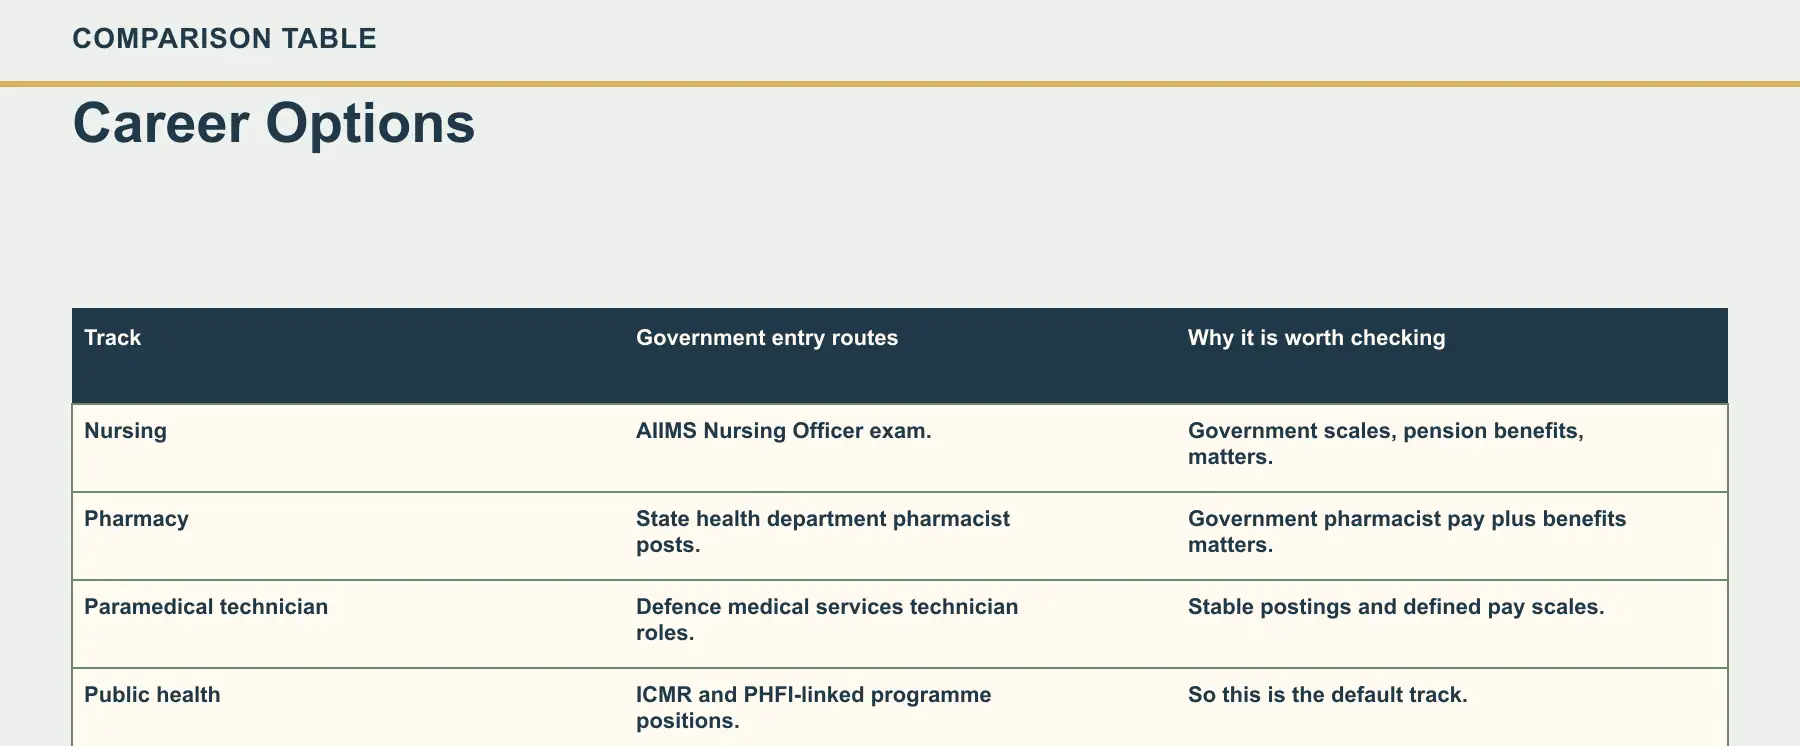 COMPARISON TABLE
Career Options
Track
Government entry routes
Why it is worth checking
Nursing
AIIMS Nursing Officer exam.
Government scales, pension benefits,
matters.
Pharmacy
State health department pharmacist
posts.
Government pharmacist pay plus benefits
matters.
Paramedical technician
Defence medical services technician
roles.
Stable postings and defined pay scales.
Public health
ICMR and PHFI-linked programme
positions.
So this is the default track.